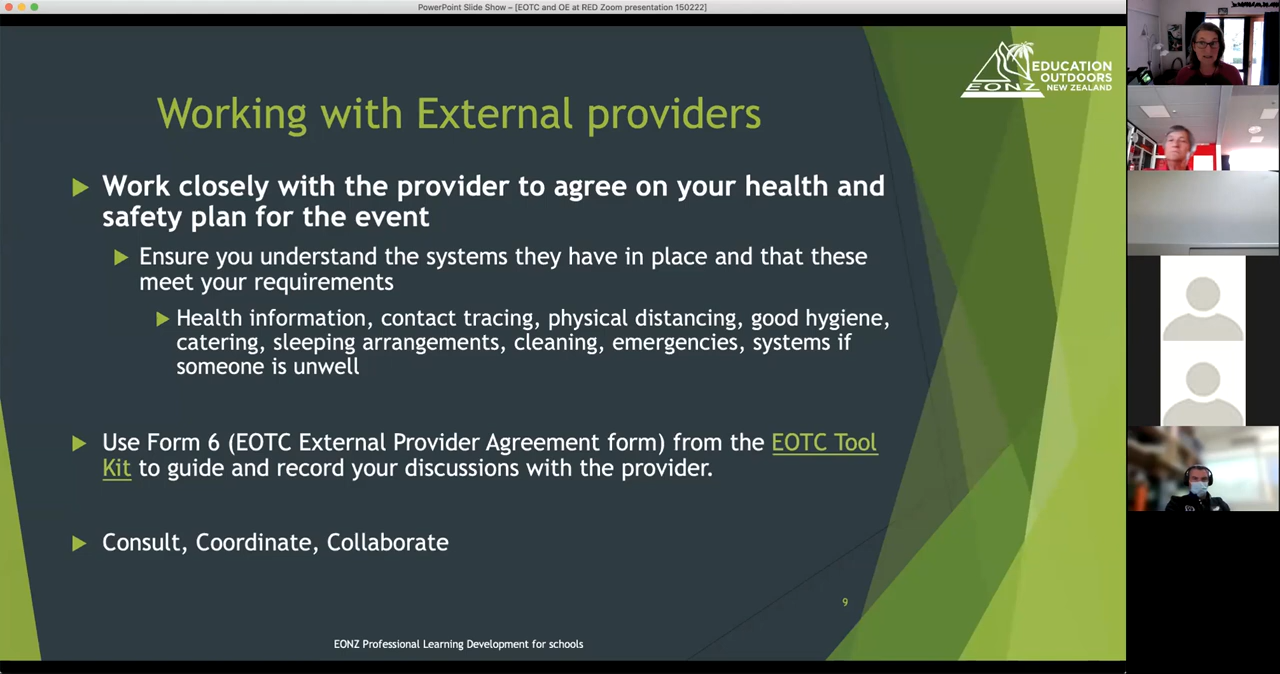 PowerPoint Slide Show – [EOTC and OE at RED Zoom presentation 150222]
EDUCATION
OUTDOORS
EONZ NEW ZEALAND
Working with External providers
Work closely with the provider to agree on your health and
safety plan for the event
Ensure you understand the systems they have in place and that these
meet your requirements
Health information, contact tracing, physical distancing, good hygiene,
catering, sleeping arrangements, cleaning, emergencies, systems if
someone is unwell
Use Form 6 (EOTC External Provider Agreement form) from the EOTC Tool
Kit to guide and record your discussions with the provider.
Consult, Coordinate, Collaborate
9
EONZ Professional Learning Development for schools